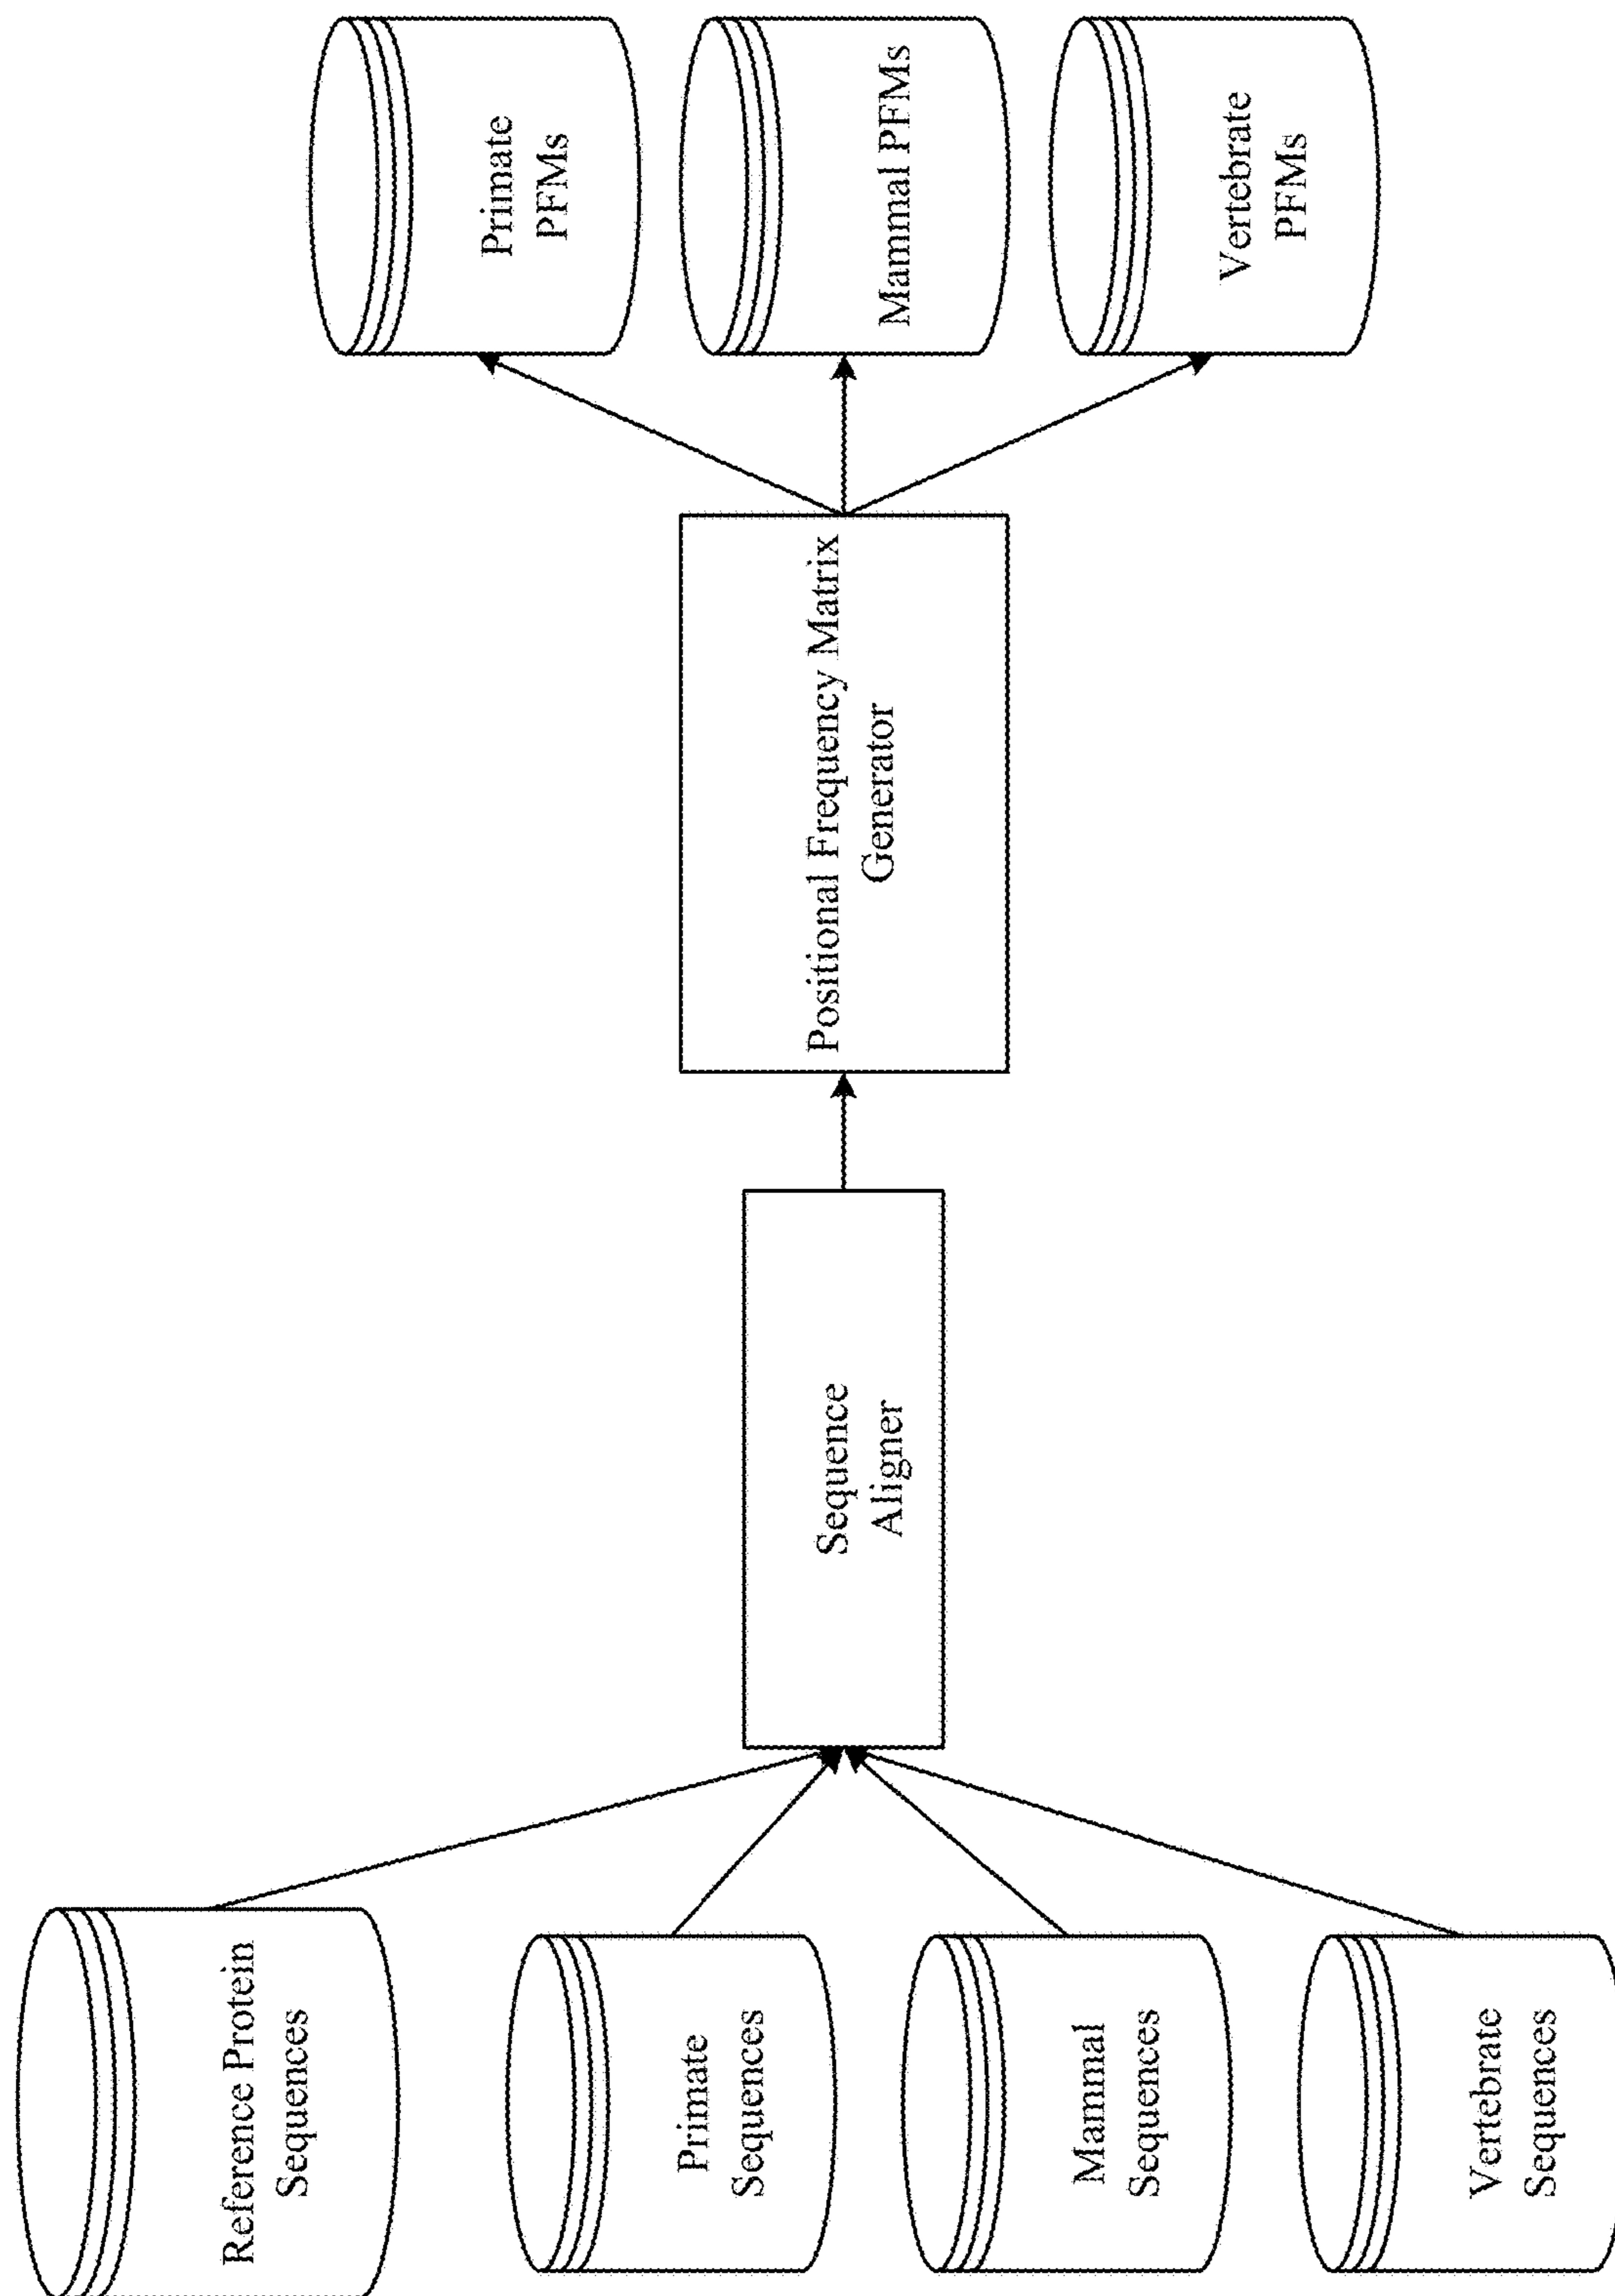 Reference Protein
Sequences
Primate
Sequences
Mammal
Sequences
Vertebrate
Sequences
Sequence
Aligner
Positional Frequency Matrix
Generator
Primate
PFMs
Mammal PFMs
Vertebrate
PFMs